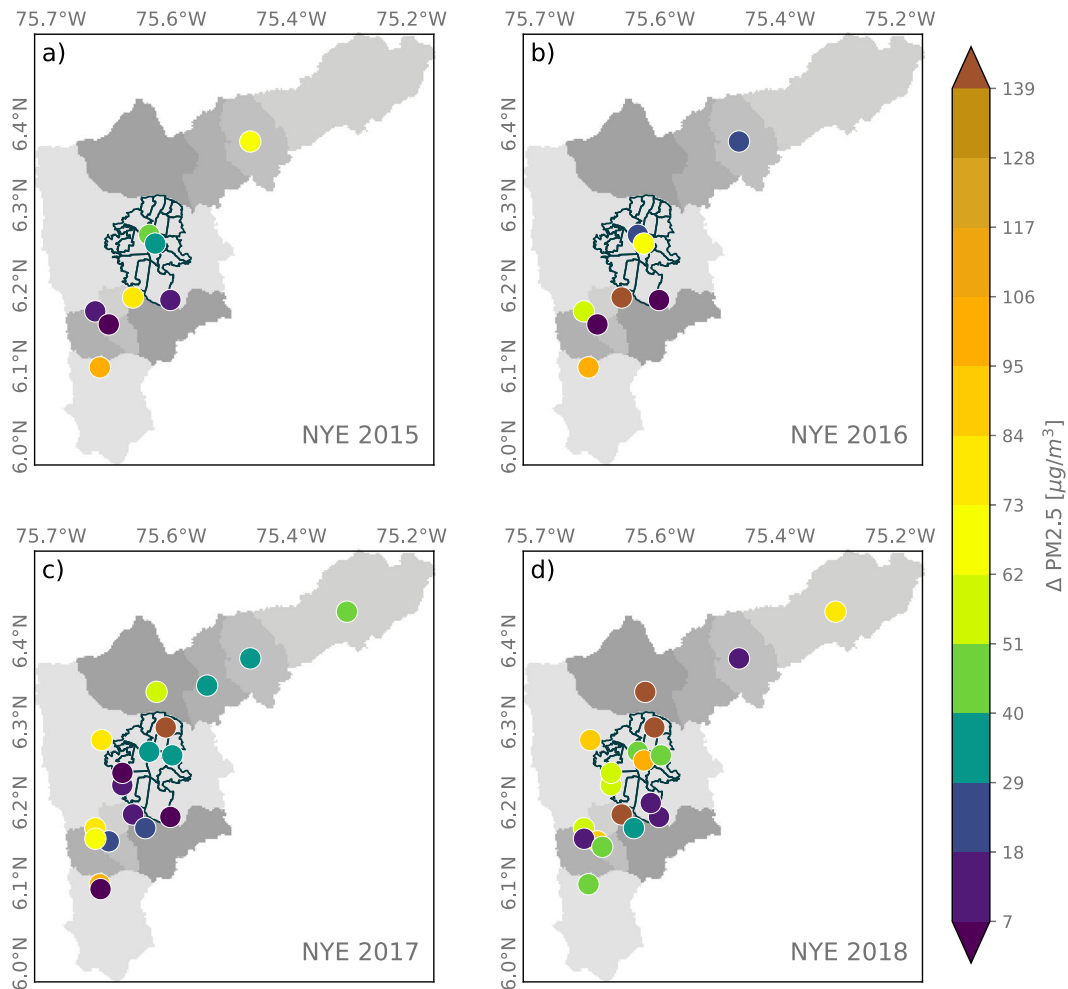 75.7°W 75.6°W 75.4°W 75.2°W
75.7°W 75.6°W 75.4°W 75.2°W
a)
b)
6.4°N
6.3°N
6.2°N
6.1°N
6.0°N
NYE 2015
6.4°N
6.3°N
6.2°N
6.1°N
6.0°N
NYE 2016
75.7°W 75.6°W 75.4°W 75.2°W
75.7°W 75.6°W 75.4°W 75.2°W
c)
d)
6.4°N
6.3°N
6.2°N
6.1°N
6.0°N
NYE 2017
6.4°N
6.3°N
6.2°N
6.1°N
6.0°N
NYE 2018
139
128
117
106
95
84
73
62
51
40
29
18
7
Δ PM2.5 [μg/m³]